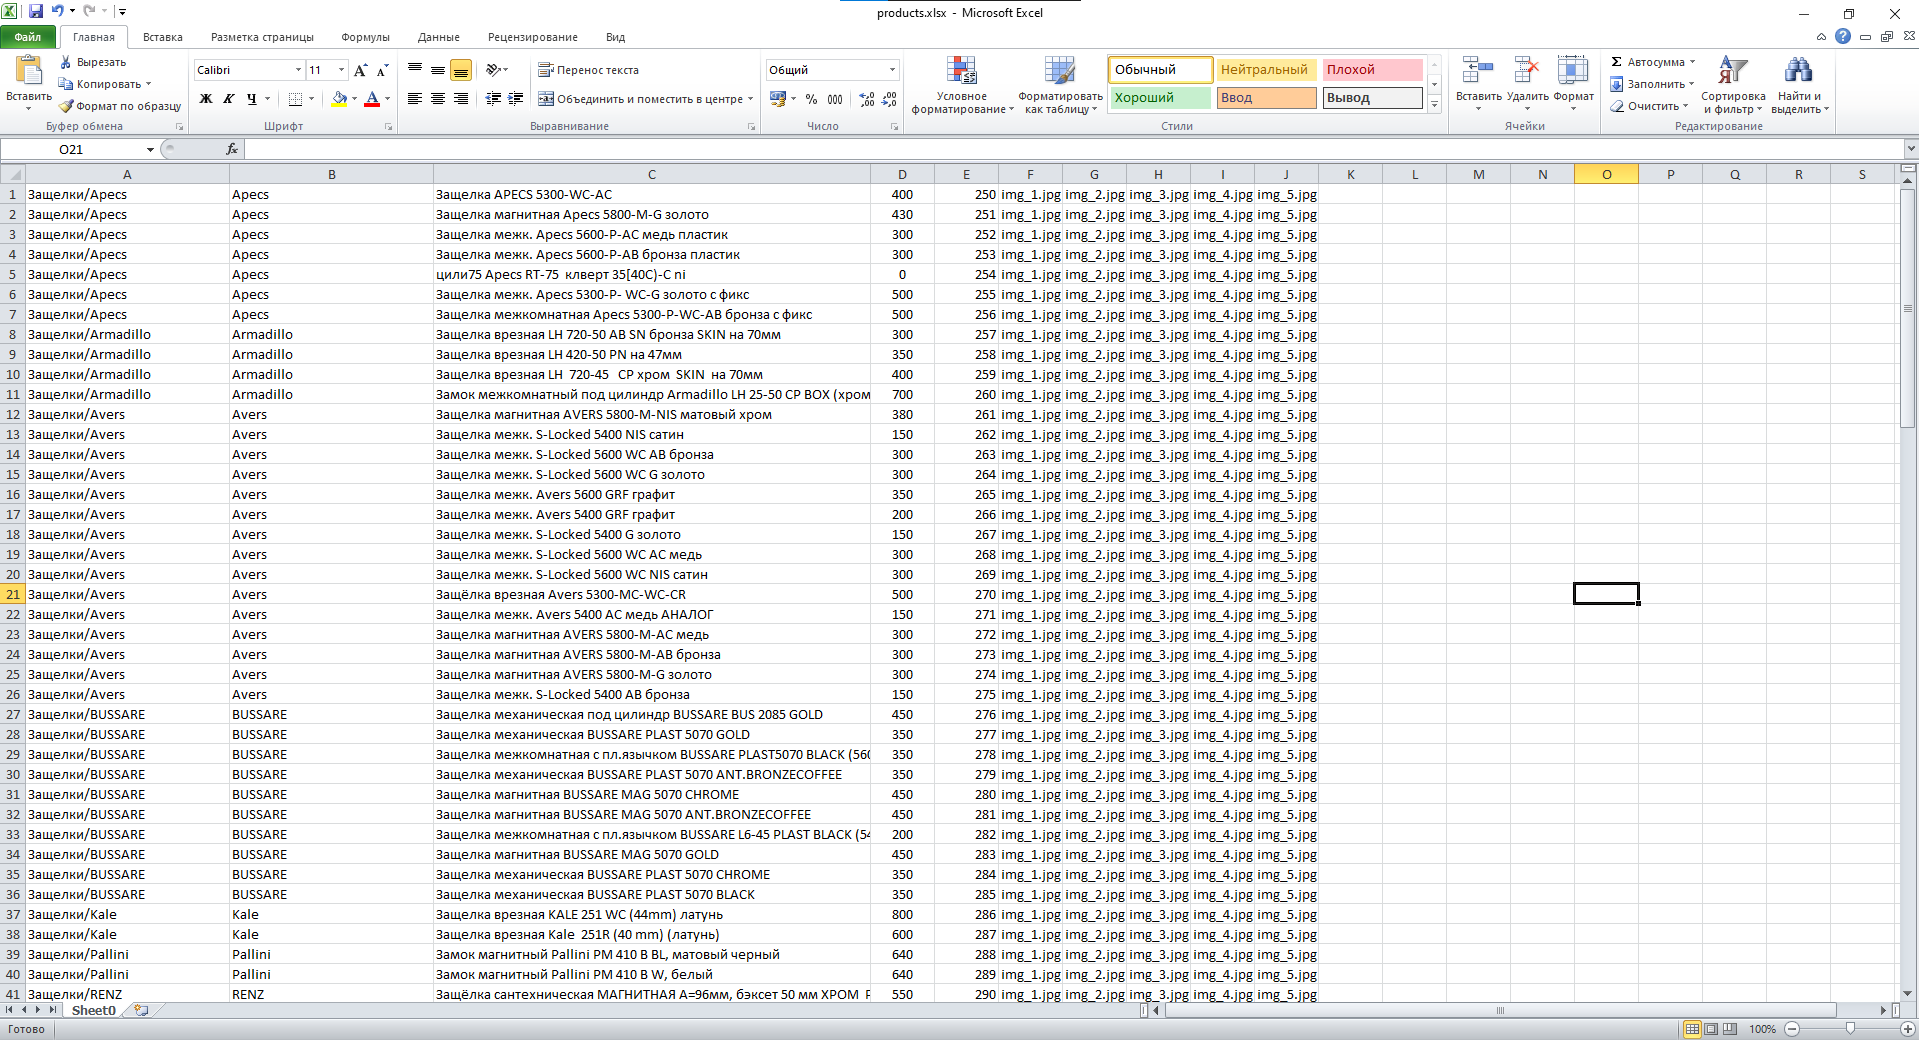 products.xlsx - Microsoft Excel
Файл Главная Вставка Разметка страницы Формулы Данные Рецензирование Вид
Вставить Вырезать Копировать Формат по образцу Буфер обмена
Calibri 11 Ж К Ч Шрифт
Перенос текста Объединить и поместить в центре Выравнивание
Общий % 000 Число
Условное форматирование Форматировать как таблицу Обычный Нейтральный Плохой Хороший Ввод Вывод Стили
Вставить Удалить Формат Ячейки
Автосумма Заполнить Очистить Сортировка и фильтр Найти и выделить Редактирование
O21 fx
A B C D E F G H I J K L M N O P Q R S
1 Защелки/Apecs Apecs Защелка APECS 5300-WC-AC 400 250 img_1.jpg img_2.jpg img_3.jpg img_4.jpg img_5.jpg
2 Защелки/Apecs Apecs Защелка магнитная Apecs 5800-M-G золото 430 251 img_1.jpg img_2.jpg img_3.jpg img_4.jpg img_5.jpg
3 Защелки/Apecs Apecs Защелка межк. Apecs 5600-P-AC медь пластик 300 252 img_1.jpg img_2.jpg img_3.jpg img_4.jpg img_5.jpg
4 Защелки/Apecs Apecs Защелка межк. Apecs 5600-P-AB бронза пластик 300 253 img_1.jpg img_2.jpg img_3.jpg img_4.jpg img_5.jpg
5 Защелки/Apecs Apecs цили75 Apecs RT-75 клверт 35[40C)-C ni 0 254 img_1.jpg img_2.jpg img_3.jpg img_4.jpg img_5.jpg
6 Защелки/Apecs Apecs Защелка межк. Apecs 5300-P- WC-G золото с фикс 500 255 img_1.jpg img_2.jpg img_3.jpg img_4.jpg img_5.jpg
7 Защелки/Apecs Apecs Защелка межкомнатная Apecs 5300-P-WC-AB бронза с фикс 500 256 img_1.jpg img_2.jpg img_3.jpg img_4.jpg img_5.jpg
8 Защелки/Armadillo Armadillo Защелка врезная LH 720-50 AB SN бронза SKIN на 70мм 300 257 img_1.jpg img_2.jpg img_3.jpg img_4.jpg img_5.jpg
9 Защелки/Armadillo Armadillo Защелка врезная LH 420-50 PN на 47мм 350 258 img_1.jpg img_2.jpg img_3.jpg img_4.jpg img_5.jpg
10 Защелки/Armadillo Armadillo Защелка врезная LH 720-45 CP хром SKIN на 70мм 400 259 img_1.jpg img_2.jpg img_3.jpg img_4.jpg img_5.jpg
11 Защелки/Armadillo Armadillo Замок межкомнатный под цилиндр Armadillo LH 25-50 CP BOX (хром 700 260 img_1.jpg img_2.jpg img_3.jpg img_4.jpg img_5.jpg
12 Защелки/Avers Avers Защелка магнитная AVERS 5800-M-NIS матовый хром 380 261 img_1.jpg img_2.jpg img_3.jpg img_4.jpg img_5.jpg
13 Защелки/Avers Avers Защелка межк. S-Locked 5400 NIS сатин 150 262 img_1.jpg img_2.jpg img_3.jpg img_4.jpg img_5.jpg
14 Защелки/Avers Avers Защелка межк. S-Locked 5600 WC AB бронза 300 263 img_1.jpg img_2.jpg img_3.jpg img_4.jpg img_5.jpg
15 Защелки/Avers Avers Защелка межк. S-Locked 5600 WC G золото 300 264 img_1.jpg img_2.jpg img_3.jpg img_4.jpg img_5.jpg
16 Защелки/Avers Avers Защелка межк. Avers 5600 GRF графит 350 265 img_1.jpg img_2.jpg img_3.jpg img_4.jpg img_5.jpg
17 Защелки/Avers Avers Защелка межк. Avers 5400 GRF графит 200 266 img_1.jpg img_2.jpg img_3.jpg img_4.jpg img_5.jpg
18 Защелки/Avers Avers Защелка межк. S-Locked 5400 G золото 150 267 img_1.jpg img_2.jpg img_3.jpg img_4.jpg img_5.jpg
19 Защелки/Avers Avers Защелка межк. S-Locked 5600 WC AC медь 300 268 img_1.jpg img_2.jpg img_3.jpg img_4.jpg img_5.jpg
20 Защелки/Avers Avers Защелка межк. S-Locked 5600 WC NIS сатин 300 269 img_1.jpg img_2.jpg img_3.jpg img_4.jpg img_5.jpg
21 Защелки/Avers Avers Защёлка врезная Avers 5300-MC-WC-CR 500 270 img_1.jpg img_2.jpg img_3.jpg img_4.jpg img_5.jpg
22 Защелки/Avers Avers Защелка межк. Avers 5400 AC медь АНАЛОГ 150 271 img_1.jpg img_2.jpg img_3.jpg img_4.jpg img_5.jpg
23 Защелки/Avers Avers Защелка магнитная AVERS 5800-M-AC медь 300 272 img_1.jpg img_2.jpg img_3.jpg img_4.jpg img_5.jpg
24 Защелки/Avers Avers Защелка магнитная AVERS 5800-M-AB бронза 300 273 img_1.jpg img_2.jpg img_3.jpg img_4.jpg img_5.jpg
25 Защелки/Avers Avers Защелка магнитная AVERS 5800-M-G золото 300 274 img_1.jpg img_2.jpg img_3.jpg img_4.jpg img_5.jpg
26 Защелки/Avers Avers Защелка межк. S-Locked 5400 AB бронза 150 275 img_1.jpg img_2.jpg img_3.jpg img_4.jpg img_5.jpg
27 Защелки/BUSSARE BUSSARE Защелка механическая под цилиндр BUSSARE BUS 2085 GOLD 450 276 img_1.jpg img_2.jpg img_3.jpg img_4.jpg img_5.jpg
28 Защелки/BUSSARE BUSSARE Защелка механическая BUSSARE PLAST 5070 GOLD 350 277 img_1.jpg img_2.jpg img_3.jpg img_4.jpg img_5.jpg
29 Защелки/BUSSARE BUSSARE Защелка межкомнатная с пл.язычком BUSSARE PLAST5070 BLACK (560 350 278 img_1.jpg img_2.jpg img_3.jpg img_4.jpg img_5.jpg
30 Защелки/BUSSARE BUSSARE Защелка механическая BUSSARE PLAST 5070 ANT.BRONZECOFFEE 350 279 img_1.jpg img_2.jpg img_3.jpg img_4.jpg img_5.jpg
31 Защелки/BUSSARE BUSSARE Защелка магнитная BUSSARE MAG 5070 CHROME 450 280 img_1.jpg img_2.jpg img_3.jpg img_4.jpg img_5.jpg
32 Защелки/BUSSARE BUSSARE Защелка магнитная BUSSARE MAG 5070 ANT.BRONZECOFFEE 450 281 img_1.jpg img_2.jpg img_3.jpg img_4.jpg img_5.jpg
33 Защелки/BUSSARE BUSSARE Защелка межкомнатная с пл.язычком BUSSARE L6-45 PLAST BLACK (54 200 282 img_1.jpg img_2.jpg img_3.jpg img_4.jpg img_5.jpg
34 Защелки/BUSSARE BUSSARE Защелка магнитная BUSSARE MAG 5070 GOLD 450 283 img_1.jpg img_2.jpg img_3.jpg img_4.jpg img_5.jpg
35 Защелки/BUSSARE BUSSARE Защелка механическая BUSSARE PLAST 5070 CHROME 350 284 img_1.jpg img_2.jpg img_3.jpg img_4.jpg img_5.jpg
36 Защелки/BUSSARE BUSSARE Защелка механическая BUSSARE PLAST 5070 BLACK 350 285 img_1.jpg img_2.jpg img_3.jpg img_4.jpg img_5.jpg
37 Защелки/Kale Kale Защелка врезная KALE 251 WC (44mm) латунь 800 286 img_1.jpg img_2.jpg img_3.jpg img_4.jpg img_5.jpg
38 Защелки/Kale Kale Защелка врезная Kale 251R (40 mm) (латунь) 600 287 img_1.jpg img_2.jpg img_3.jpg img_4.jpg img_5.jpg
39 Защелки/Pallini Pallini Замок магнитный Pallini PM 410 B BL, матовый черный 640 288 img_1.jpg img_2.jpg img_3.jpg img_4.jpg img_5.jpg
40 Защелки/Pallini Pallini Замок магнитный Pallini PM 410 B W, белый 640 289 img_1.jpg img_2.jpg img_3.jpg img_4.jpg img_5.jpg
41 Защелки/RENZ RENZ Защёлка сантехническая МАГНИТНАЯ А=96мм, бэксет 50 мм ХРОМ 550 290 img_1.jpg img_2.jpg img_3.jpg img_4.jpg img_5.jpg
Sheet0
Готово 100%